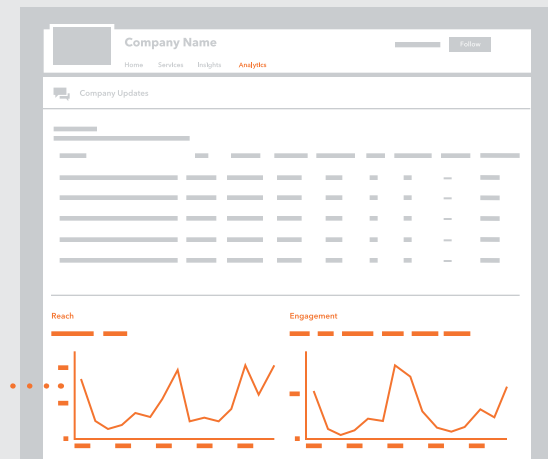 Company Name
Follow
Home Services Insights Analytics
Company Updates
Reach
Engagement